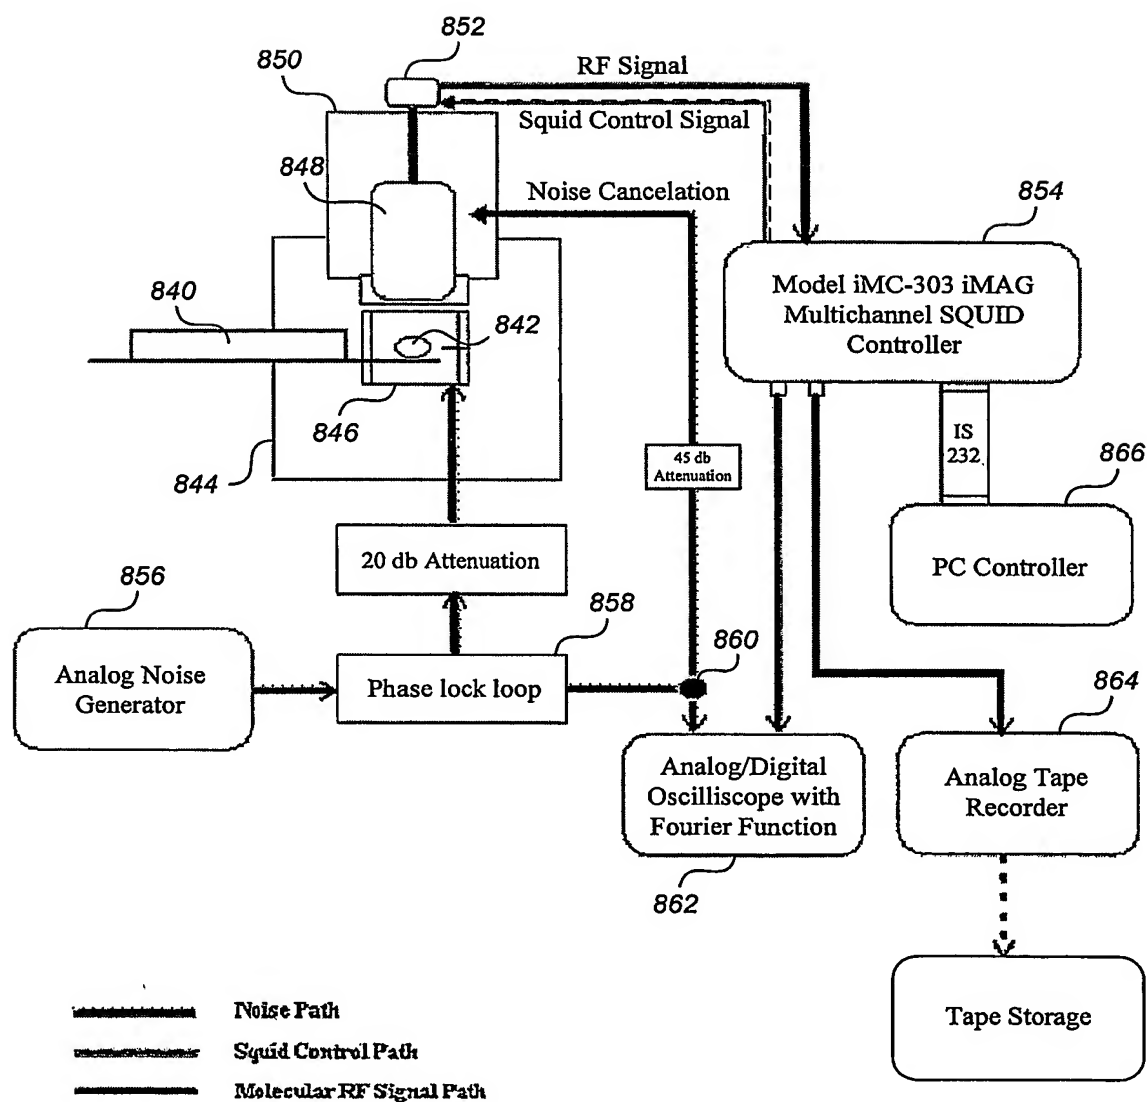 852
850
RF Signal
Squid Control Signal
848
Noise Cancelation
854
840
842
Model iMC-303 iMAG
Multichannel SQUID
Controller
846
844
45 db
Attenuation
IS
232
866
20 db Attenuation
PC Controller
856
858
860
Analog Noise
Generator
Phase lock loop
864
Analog/Digital
Oscilliscope with
Fourier Function
Analog Tape
Recorder
862
Tape Storage
Noise Path
Squid Control Path
Molecular RF Signal Path